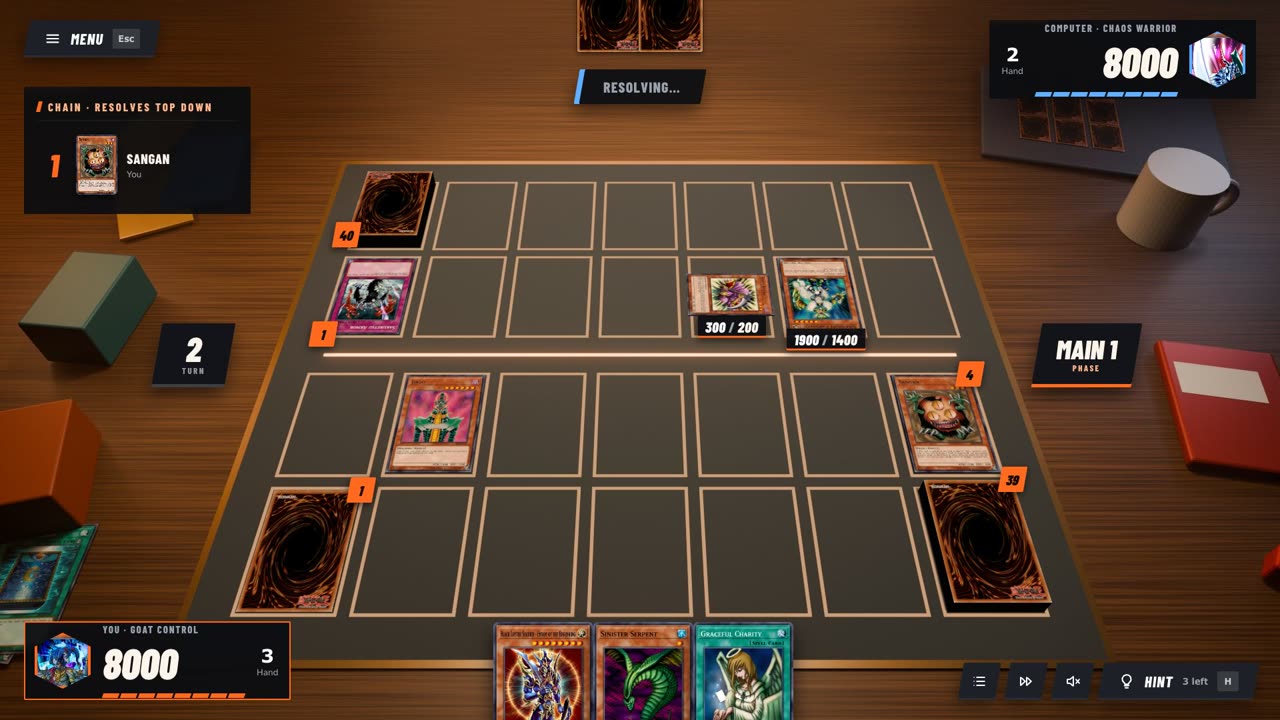 MENU Esc
CHAIN · RESOLVES TOP DOWN
1
SANGAN
You
RESOLVING...
COMPUTER · CHAOS WARRIOR
2
Hand
8000
40
1
300 / 200
1900 / 1400
2
TURN
MAIN 1
PHASE
4
1
39
YOU · GOAT CONTROL
8000
3
Hand
SINISTER SERPENT
GRACEFUL CHARITY
HINT 3 left H